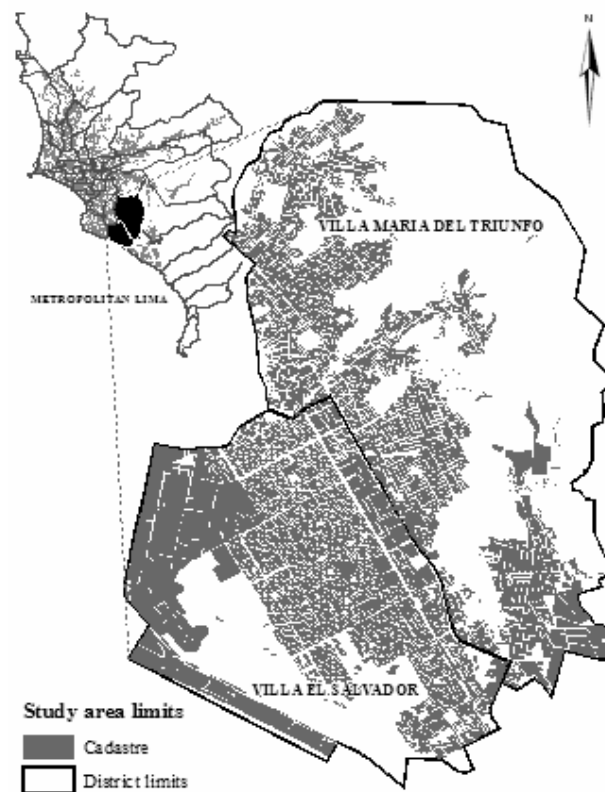 N
VILLA MARIA DEL TRIUNFO
METROPOLITAN LIMA
VILLA EL SALVADOR
Study area limits
Cadastre
District limits